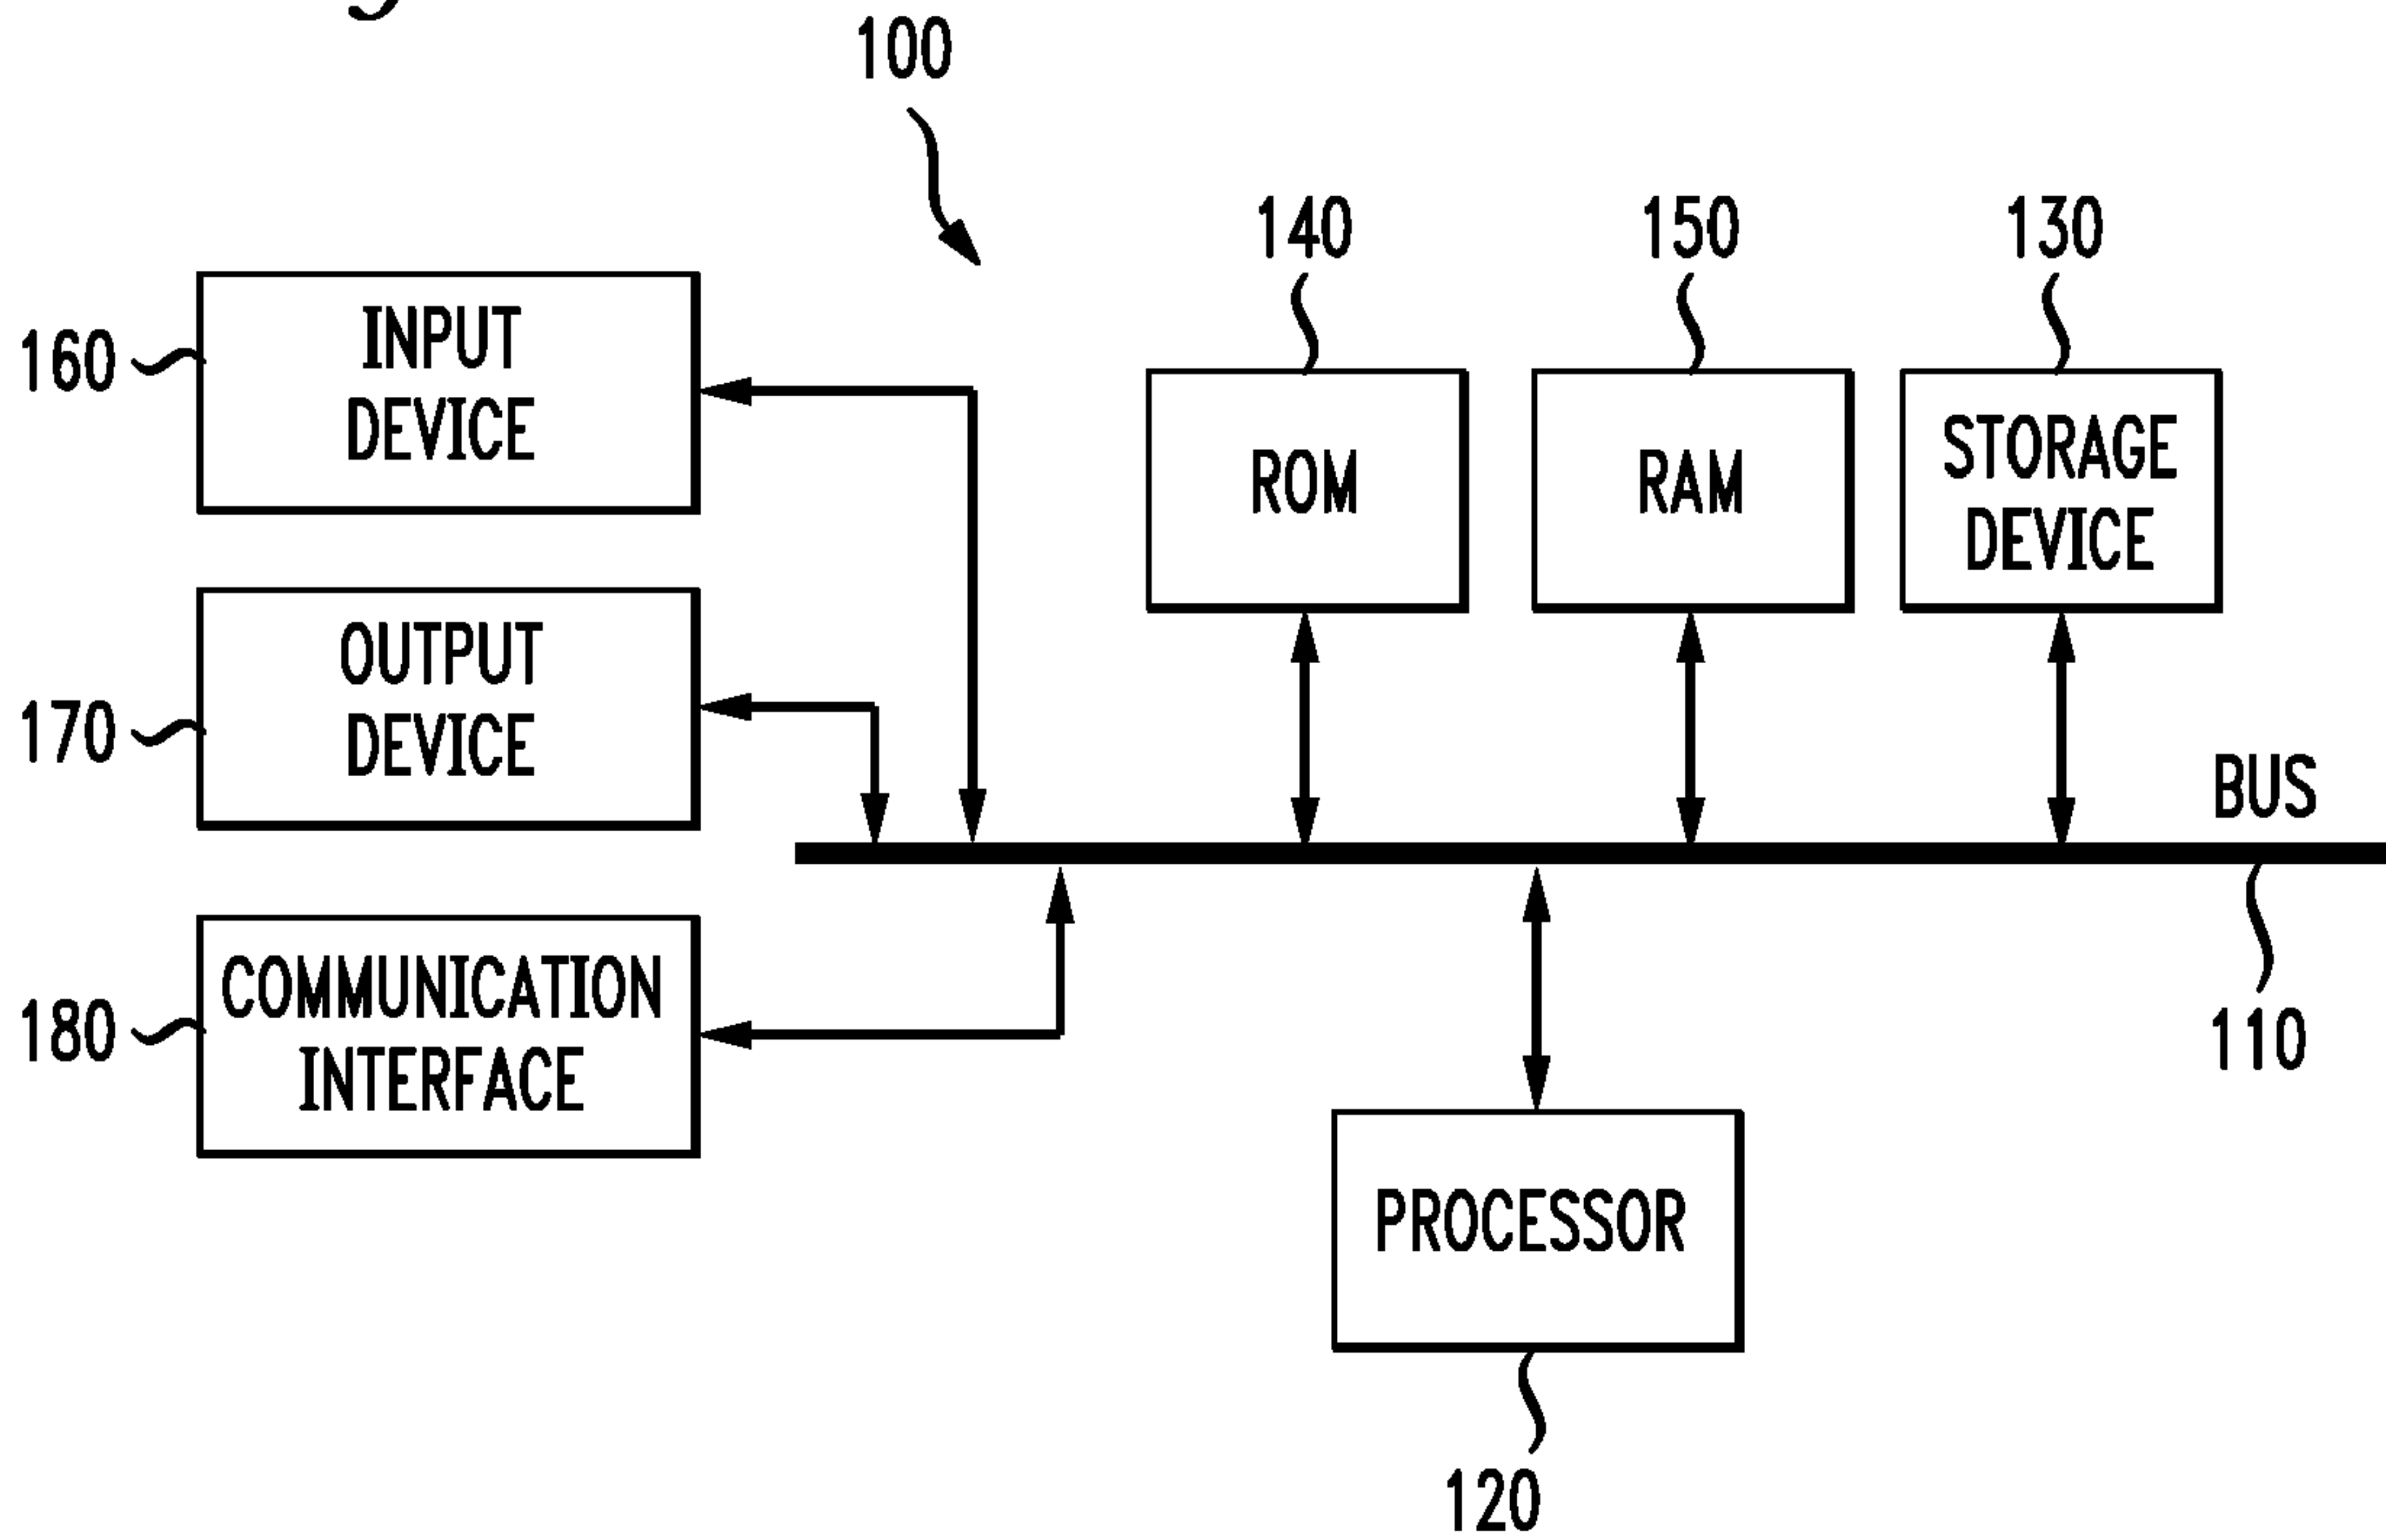 100
140
150
130
160
INPUT
DEVICE
ROM
RAM
STORAGE
DEVICE
170
OUTPUT
DEVICE
BUS
180
COMMUNICATION
INTERFACE
110
PROCESSOR
120